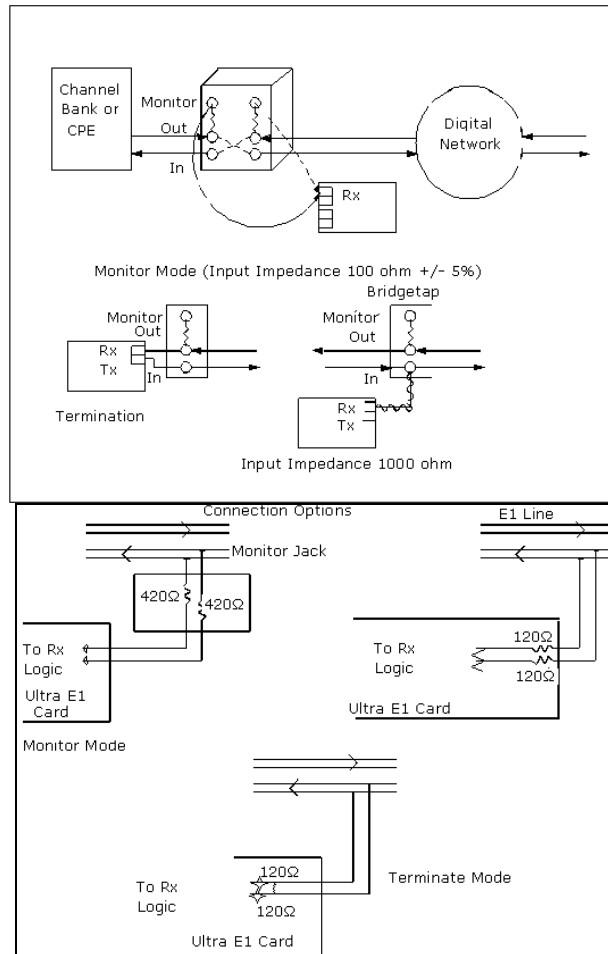 Channel
Bank or
CPE
Monitor
Out
In
Digital
Network
Rx
Monitor Mode (Input Impedance 100 ohm +/- 5%)
Bridgetap
Monitor
Out
Rx
Tx
In
Termination
Monitor
Out
In
Rx
Tx
Input Impedance 1000 ohm
Connection Options
E1 Line
Monitor Jack
420Ω
420Ω
To Rx
Logic
Ultra E1
Card
Monitor Mode
To Rx
Logic
120Ω
120Ω
Ultra E1 Card
To Rx
Logic
120Ω
120Ω
Terminate Mode
Ultra E1 Card